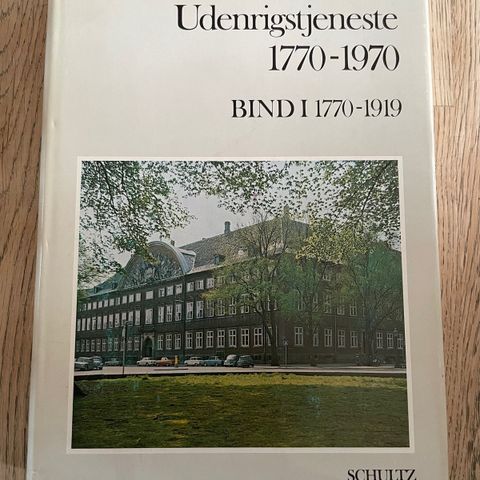 Udenrigstjeneste
1770-1970
BIND I 1770-1919
SCHULTZ